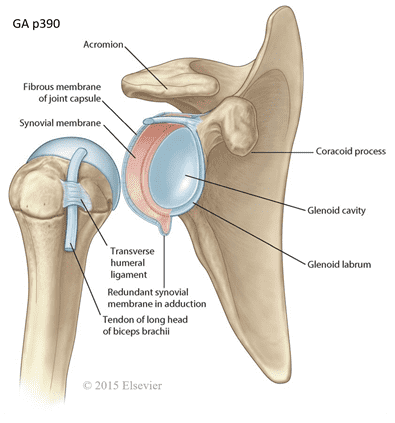 GA p390
Acromion
Fibrous membrane
of joint capsule
Synovial membrane
Coracoid process
Glenoid cavity
Glenoid labrum
Transverse
humeral
ligament
Redundant synovial
membrane in adduction
Tendon of long head
of biceps brachii
© 2015 Elsevier